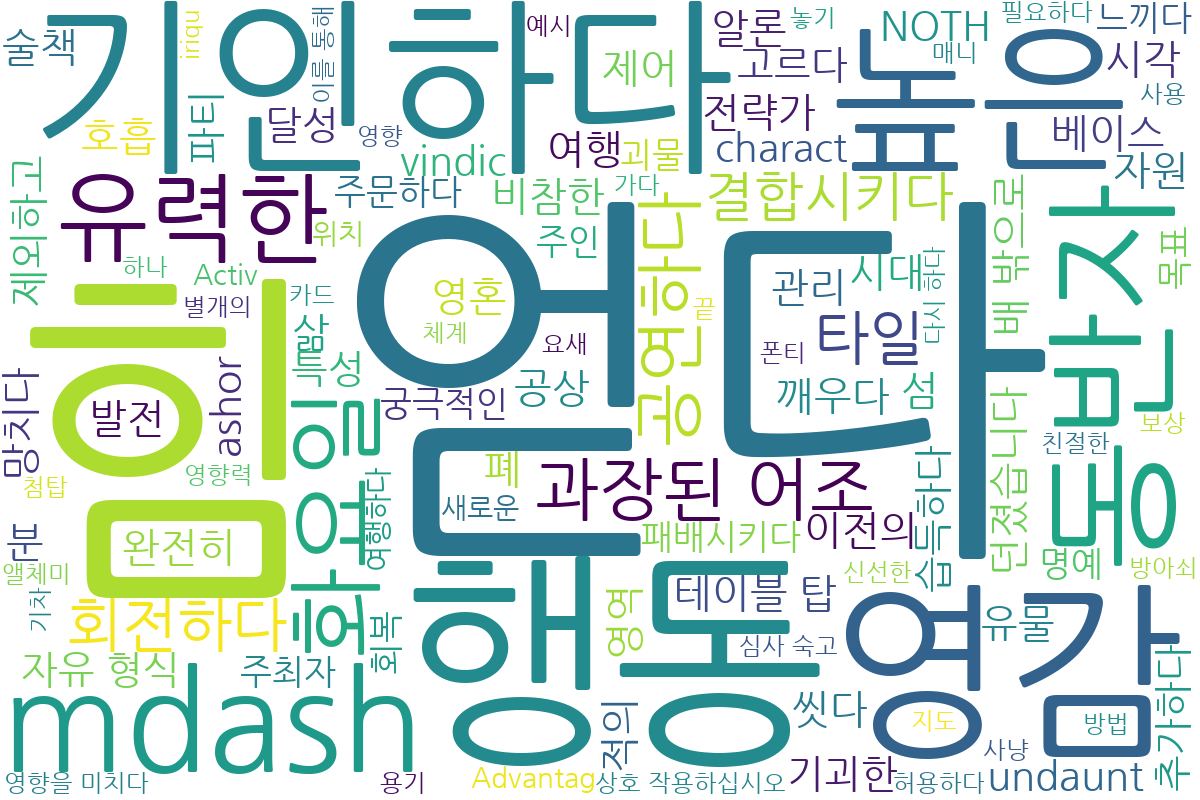 기인하다
높은
얻다
힘
행동
영감
동반자
mdash
유력한
과장된 어조
화요일
회전하다
공연하다
결합시키다
타일
술책
iriqu
이를 통해
예시
알론
놓기
NOTH
필요하다
느끼다
고르다
매니
시각
제어
사용
호흡
파티
달성
영향
vindic
여행
괴물
전략가
charact
베이스
자원
제외하고
주문하다
비참한
가다
위치
주인
하나
Activ
별개의
카드
삶
특성
영혼
체계
끝
요새
공상
궁극적인
관리
시대
다시 하다
폰티
깨우다
섬
배 밖으로
목표
망치다
발전
ashor
영향력
첨탑
폐
새로운
여행하다
패배시키다
이전의
습득하다
던졌습니다
친절한
보상
명예
방아쇠
완전히
앨체미
기차
회복
영역
테이블 탑
신선한
심사 숙고
유물
자유 형식
주최자
적의
씻다
지도
방법
사냥
추가하다
영향을 미치다
용기
Advantag
상호 작용하십시오
기괴한
허용하다
undaunt